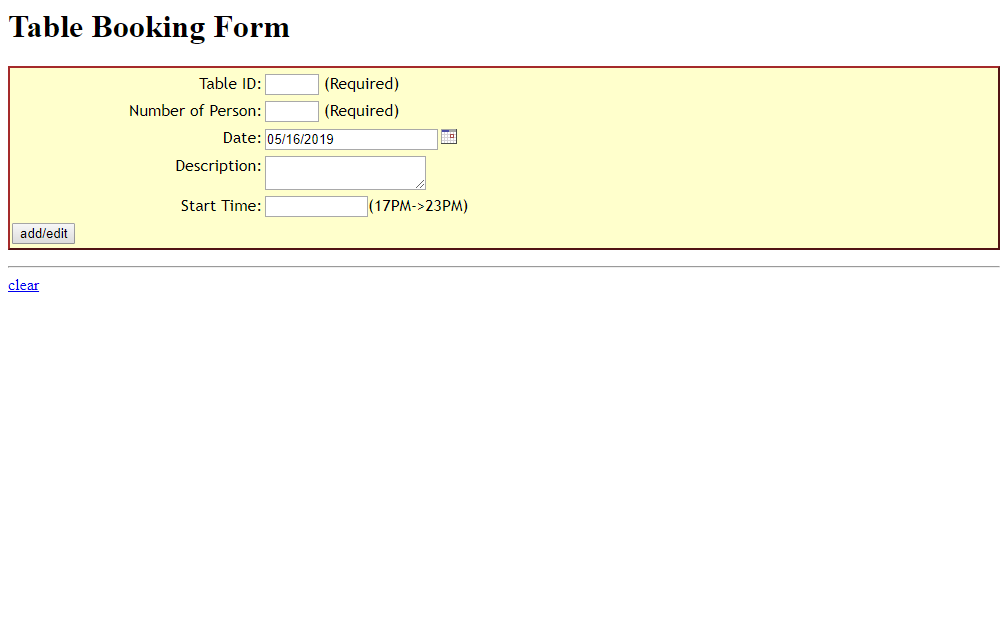 Table Booking Form
Table ID: (Required)
Number of Person: (Required)
Date: 05/16/2019
Description:
Start Time: (17PM->23PM)
add/edit
clear